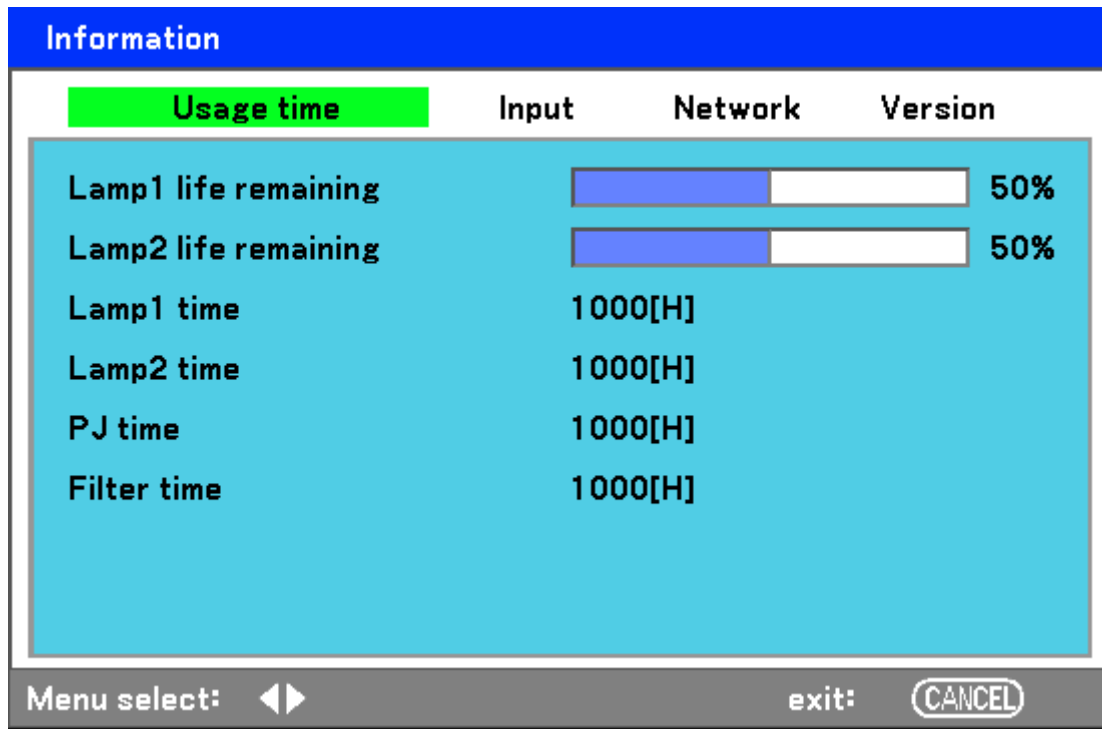 Information
Usage time Input Network Version
Lamp1 life remaining 50%
Lamp2 life remaining 50%
Lamp1 time 1000[H]
Lamp2 time 1000[H]
PJ time 1000[H]
Filter time 1000[H]
Menu select: exit: CANCEL